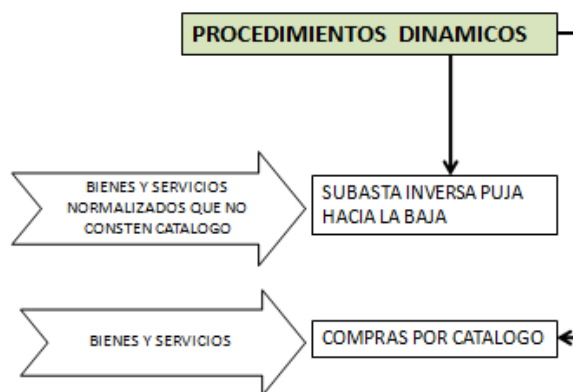 PROCEDIMIENTOS DINAMICOS
BIENES Y SERVICIOS
NORMALIZADOS QUE NO
CONSTEN CATALOGO
SUBASTA INVERSA PUJA
HACIA LA BAJA
BIENES Y SERVICIOS
COMPRAS POR CATALOGO